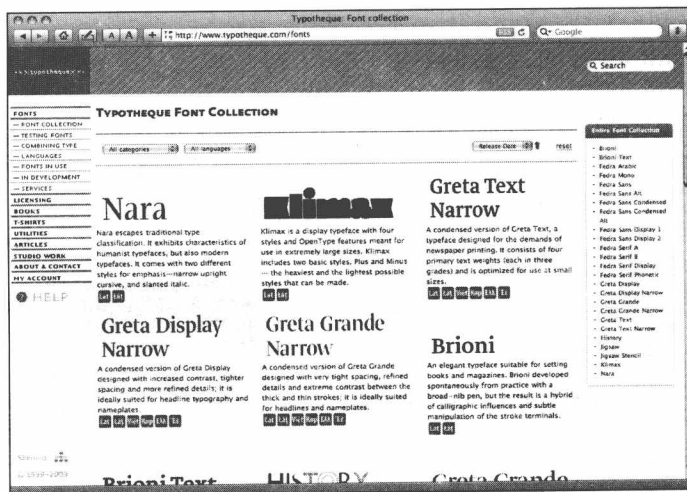 Typotheque: Font collection
A A + http://www.typotheque.com/fonts RSS Google
Search
FONTS
— FONT COLLECTION
— TESTING FONTS
— COMBINING TYPE
— LANGUAGES
— FONTS IN USE
— IN DEVELOPMENT
— SERVICES
LICENSING
BOOKS
T-SHIRTS
UTILITIES
ARTICLES
STUDIO WORK
ABOUT & CONTACT
MY ACCOUNT
? HELP
TYPOTHEQUE FONT COLLECTION
All categories All languages Release Date reset
Nara
Nara escapes traditional type
classification. It exhibits characteristics of
humanist typefaces, but also modern
typefaces. It comes with two different
styles for emphasis—narrow upright
cursive, and slanted italic.
Lat Lat
Klimax
Klimax is a display typeface with four
styles and OpenType features meant for
use in extremely large sizes. Klimax
includes two basic styles, Plus and Minus
— the heaviest and the lightest possible
styles that can be made.
Lat Lat
Greta Text
Narrow
A condensed version of Greta Text, a
typeface designed for the demands of
newspaper printing. It consists of four
primary text weights (each in three
grades) and is optimized for use at small
sizes.
Greta Display
Narrow
A condensed version of Greta Display
designed with increased contrast, tighter
spacing and more refined details; it is
ideally suited for headline typography and
nameplates.
Greta Grande
Narrow
A condensed version of Greta Grande
designed with very tight spacing, refined
details and extreme contrast between the
thick and thin strokes; it is ideally suited
for headlines and nameplates.
Brioni
An elegant typeface suitable for setting
books and magazines. Brioni developed
spontaneously from practice with a
broad-nib pen, but the result is a hybrid
of calligraphic influences and subtle
manipulation of the stroke terminals.
Lat Lat
Brioni Text
HISTORY
Greta Grande
Entire Font Collection
- Brioni
- Brioni Text
- Fedra Arabic
- Fedra Mono
- Fedra Sans
- Fedra Sans Alt
- Fedra Sans Condensed
- Fedra Sans Condensed
Alt
- Fedra Sans Display 1
- Fedra Sans Display 2
- Fedra Serif A
- Fedra Serif B
- Fedra Serif Display
- Fedra Serif Phonetic
- Greta Display
- Greta Display Narrow
- Greta Grande
- Greta Grande Narrow
- Greta Text
- Greta Text Narrow
- History
- Jigsaw
- Jigsaw Stencil
- Klimax
- Nara